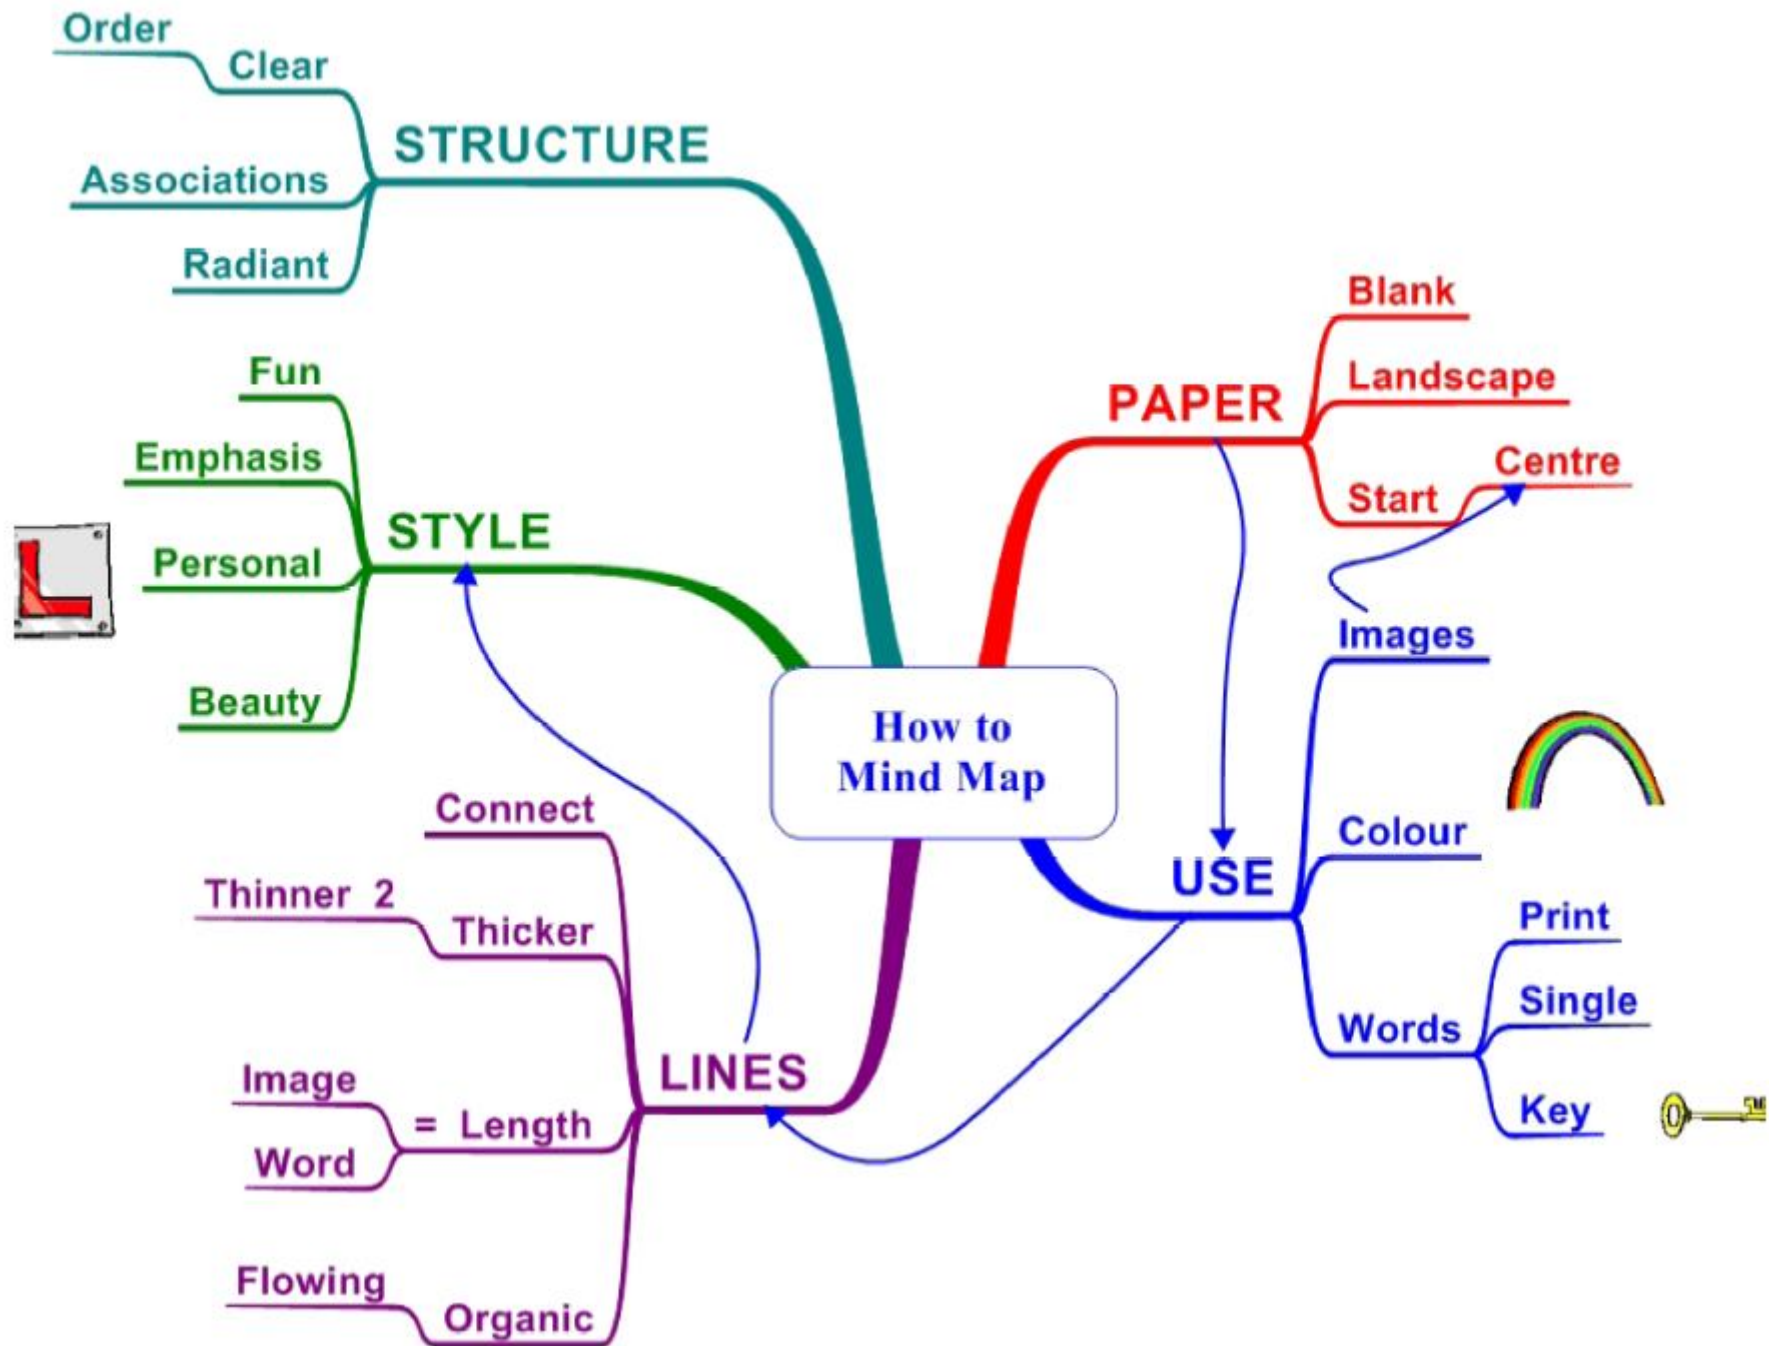 Order
Clear
STRUCTURE
Associations
Radiant
Fun
Emphasis
STYLE
Personal
Beauty
L
How to
Mind Map
PAPER
Blank
Landscape
Centre
Start
Images
Colour
USE
Print
Single
Words
Key
Connect
Thinner 2
Thicker
LINES
Image
= Length
Word
Flowing
Organic